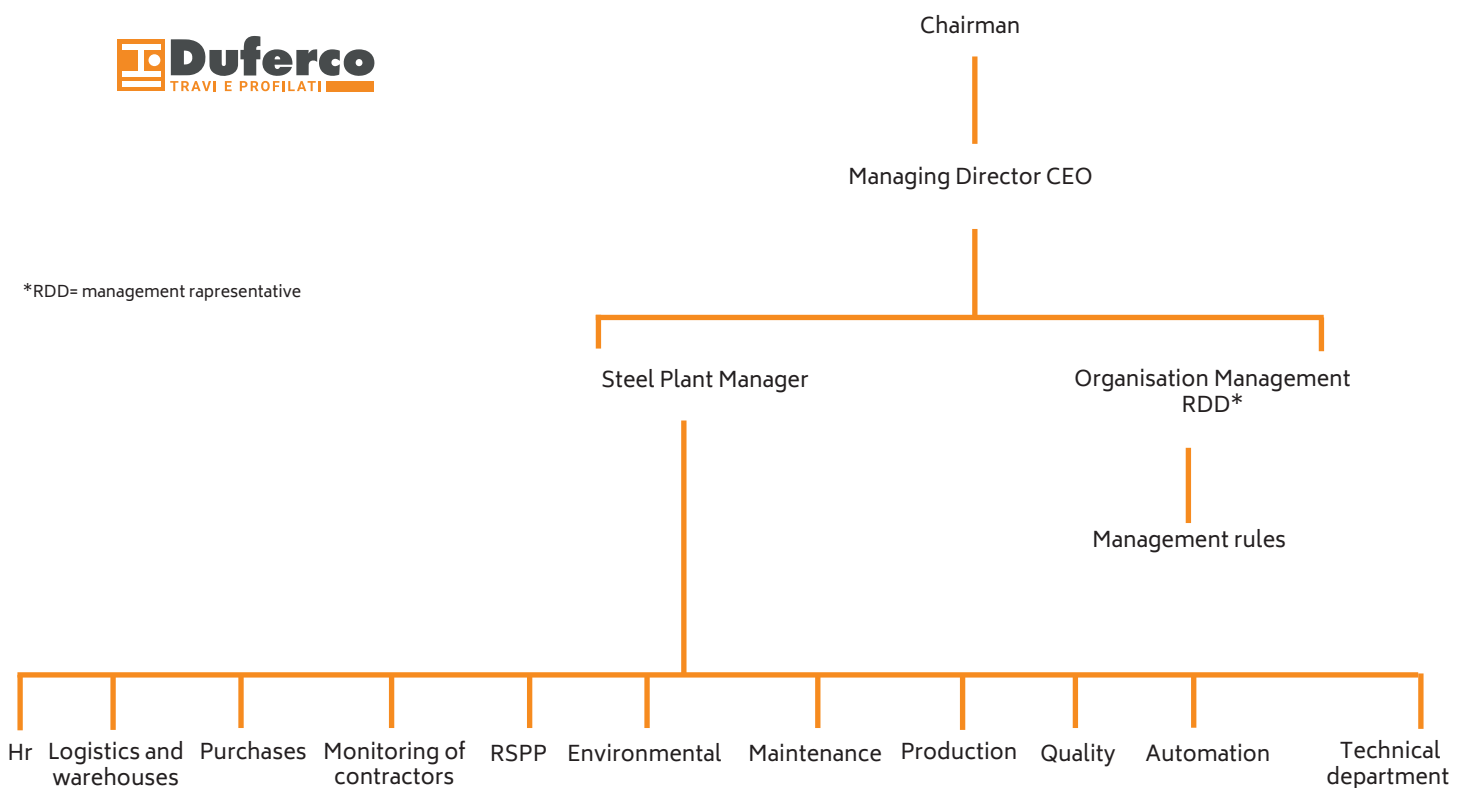 Chairman
Duferco
TRAVI E PROFILATI
Managing Director CEO
*RDD= management rapresentative
Steel Plant Manager
Organisation Management
RDD*
Management rules
Hr
Logistics and
warehouses
Purchases
Monitoring of
contractors
RSPP
Environmental
Maintenance
Production
Quality
Automation
Technical
department